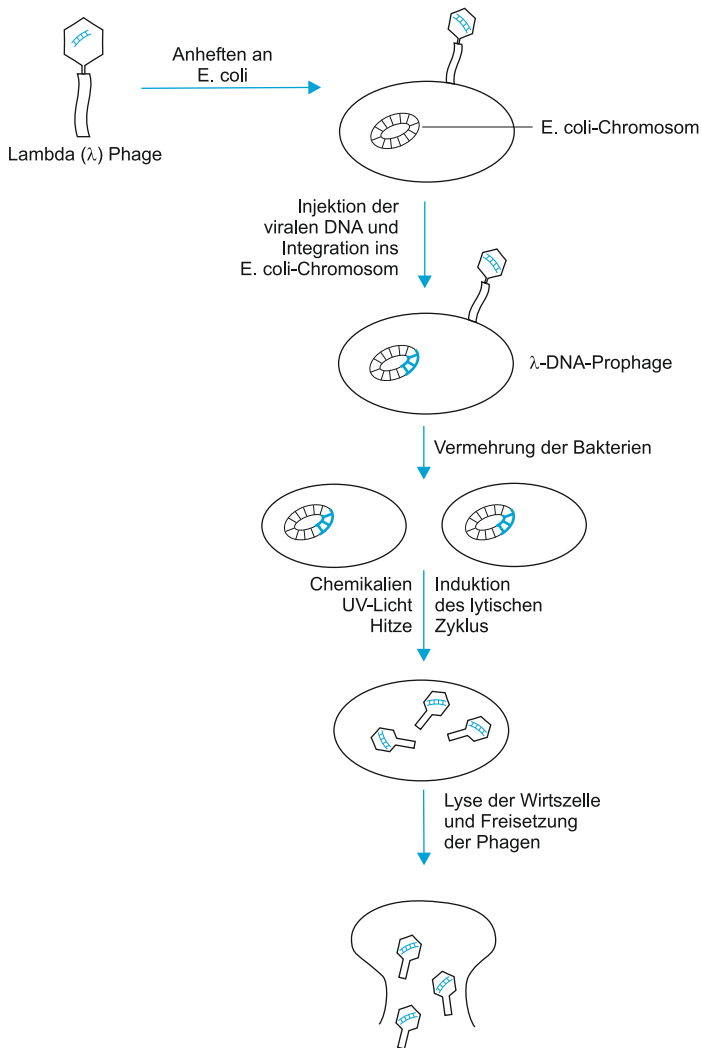 Anheften an
E. coli
Lambda (λ) Phage
E. coli-Chromosom
Injektion der
viralen DNA und
Integration ins
E. coli-Chromosom
λ-DNA-Prophage
Vermehrung der Bakterien
Chemikalien
UV-Licht
Hitze
Induktion
des lytischen
Zyklus
Lyse der Wirtszelle
und Freisetzung
der Phagen